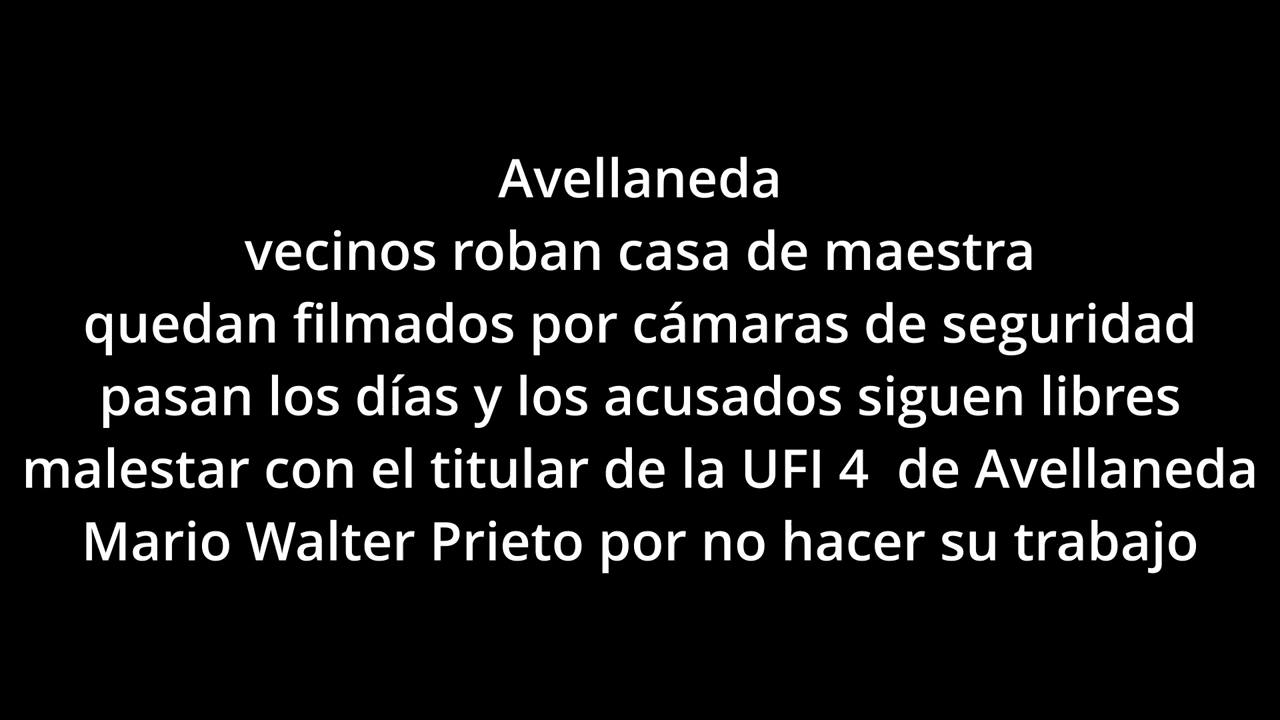 Avellaneda
vecinos roban casa de maestra
quedan filmados por cámaras de seguridad
pasan los días y los acusados siguen libres
malestar con el titular de la UFI 4  de Avellaneda
Mario Walter Prieto por no hacer su trabajo